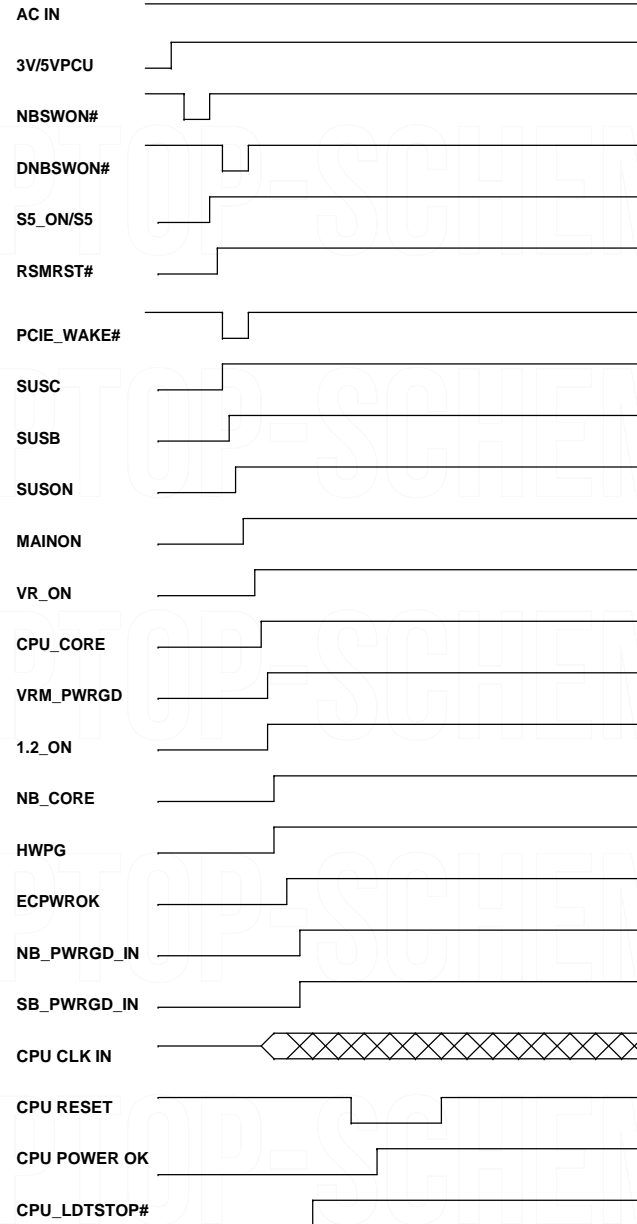 AC IN
3V/5VPCU
NBSWON#
DNBSWON#
S5_ON/S5
RSMRST#
PCIE_WAKE#
SUSC
SUSB
SUSON
MAINON
VR_ON
CPU_CORE
VRM_PWRGD
1.2_ON
NB_CORE
HWPG
ECPWROK
NB_PWRGD_IN
SB_PWRGD_IN
CPU CLK IN
CPU RESET
CPU POWER OK
CPU_LDTSTOP#